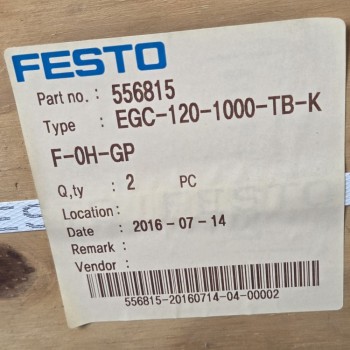 FESTO
Part no. : 556815
Type : EGC-120-1000-TB-K
F-0H-GP
Q,ty : 2 PC
Location :
Date : 2016-07-14
Remark :
Vendor :
556815-20160714-04-00002